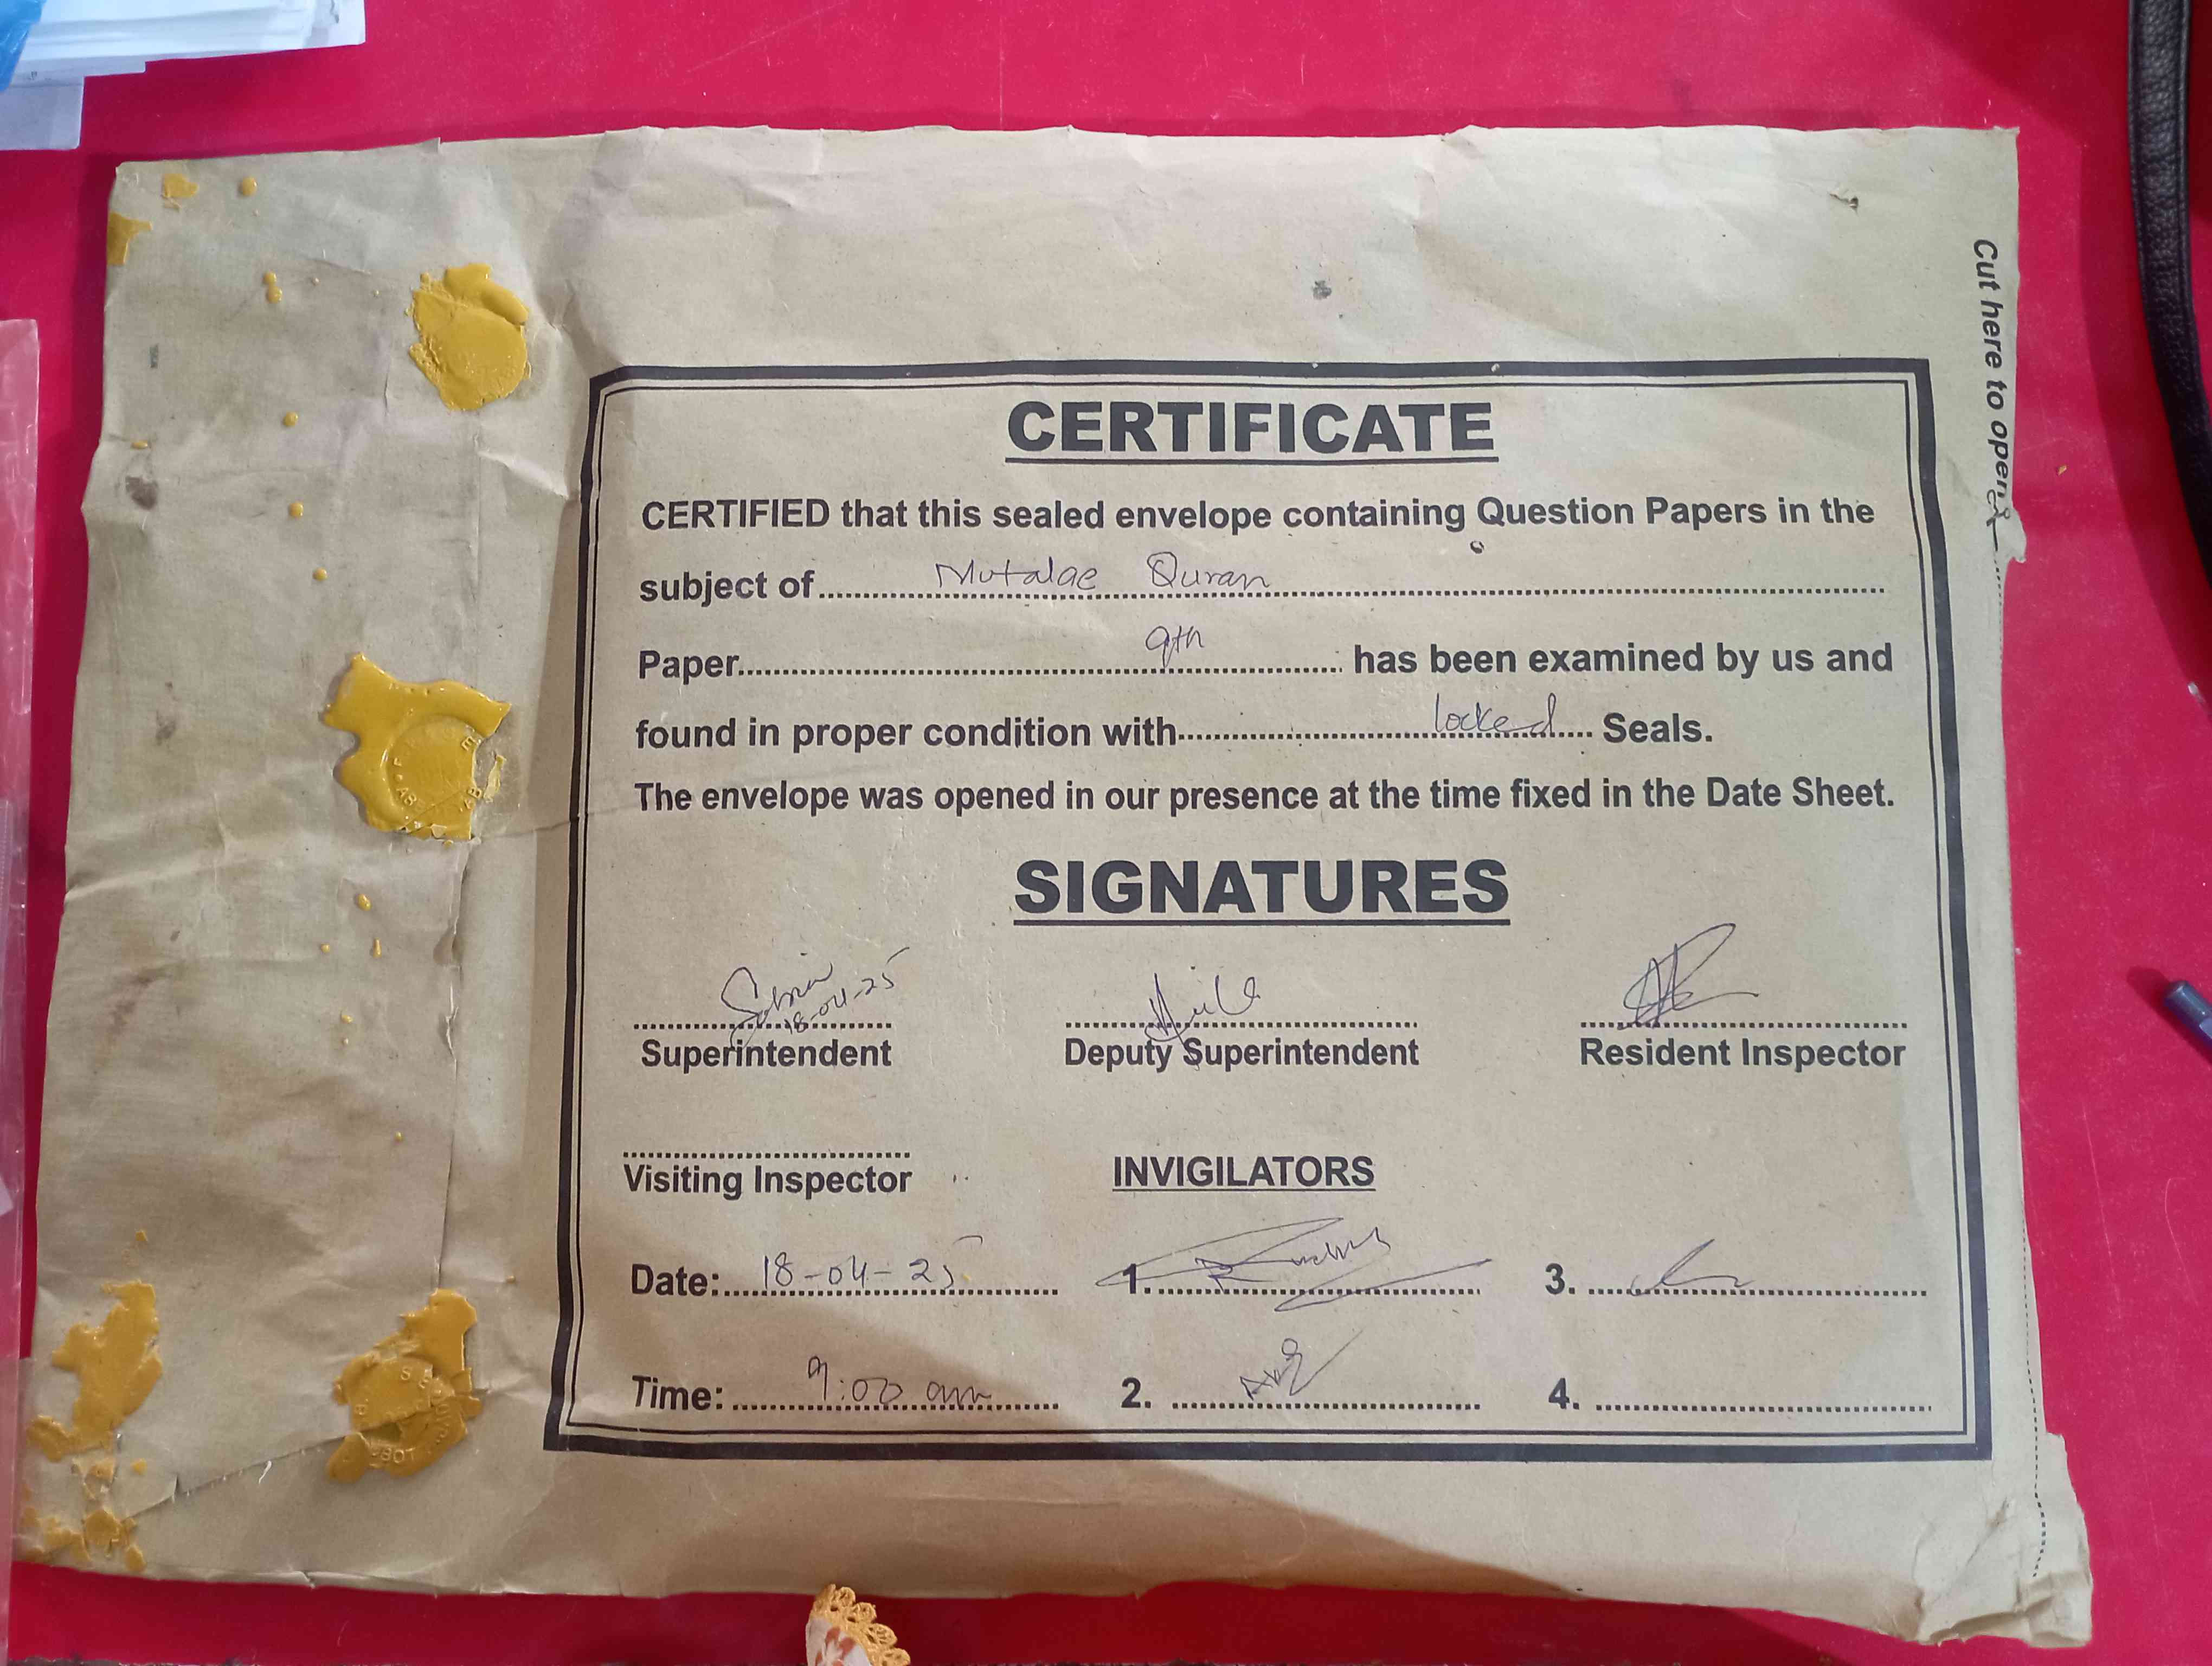 Cut here to open
CERTIFICATE
CERTIFIED that this sealed envelope containing Question Papers in the
subject of Mutalae Quran
Paper 9th has been examined by us and
found in proper condition with locked Seals.
The envelope was opened in our presence at the time fixed in the Date Sheet.
SIGNATURES
18-04-25
Superintendent Deputy Superintendent Resident Inspector
Visiting Inspector INVIGILATORS
Date: 18-04-25 1. 3.
Time: 9:00 am 2. 4.